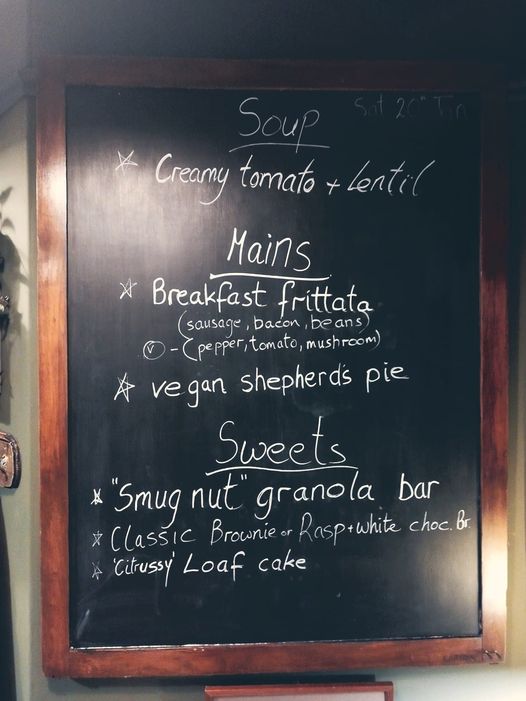 Sat 20th
Soup
Creamy tomato + Lentil
Mains
Breakfast frittata
(sausage, bacon, beans)
Ⓥ - (pepper, tomato, mushroom)
vegan shepherd's pie
Sweets
"Smug nut" granola bar
Classic Brownie or Rasp + white choc. Br
'Citrussy' Loaf cake